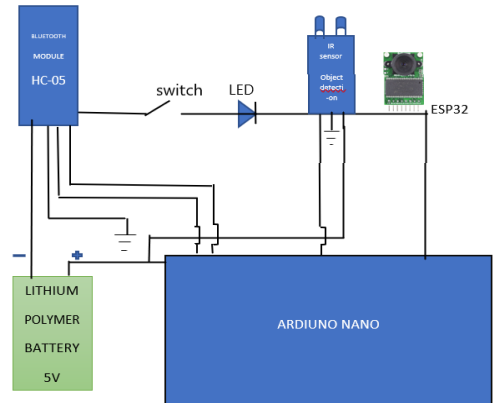 BLUETOOTH
MODULE
HC-05
switch
LED
IR
sensor
Object
detecti
-on
ESP32
LITHIUM
POLYMER
BATTERY
5V
ARDIUNO NANO